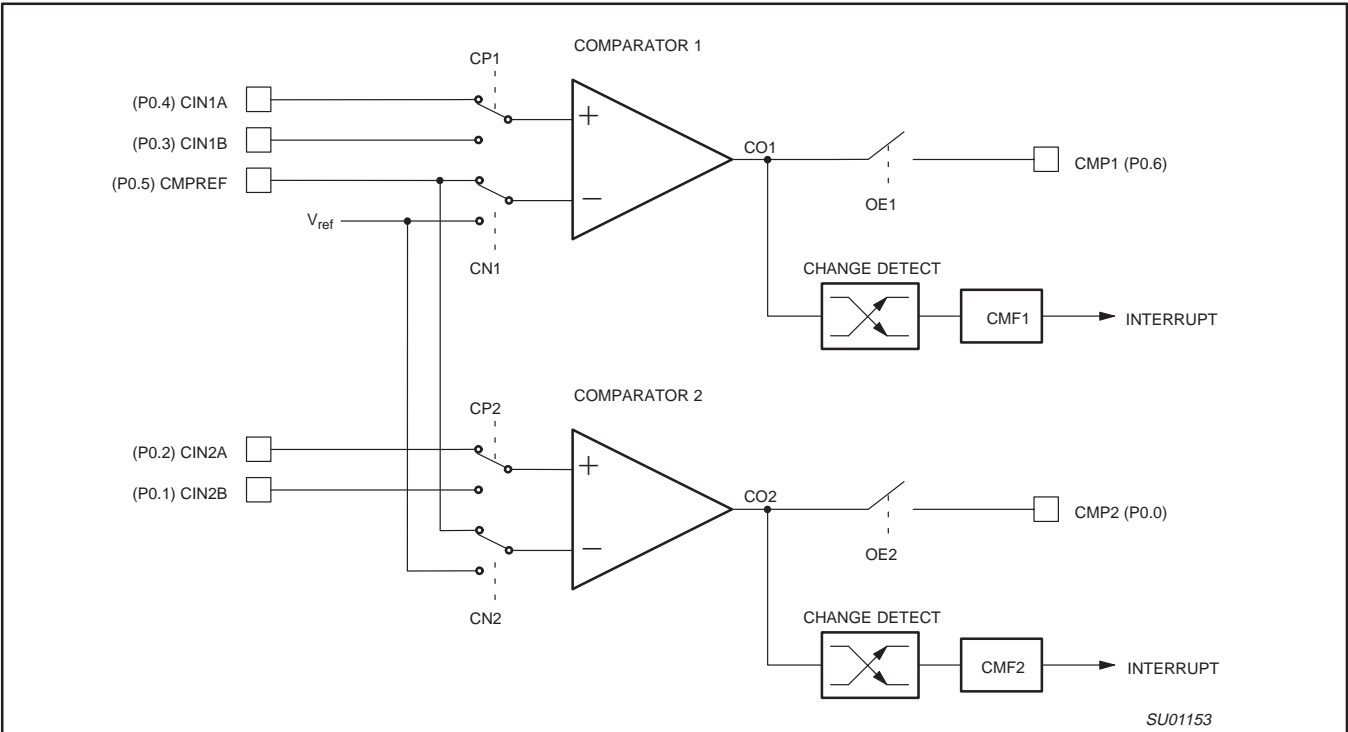 COMPARATOR 1
CP1
(P0.4) CIN1A
+
(P0.3) CIN1B
CO1
CMP1 (P0.6)
(P0.5) CMPREF
−
OE1
Vref
CN1
CHANGE DETECT
CMF1
INTERRUPT
COMPARATOR 2
CP2
(P0.2) CIN2A
+
(P0.1) CIN2B
CO2
CMP2 (P0.0)
−
OE2
CN2
CHANGE DETECT
CMF2
INTERRUPT
SU01153